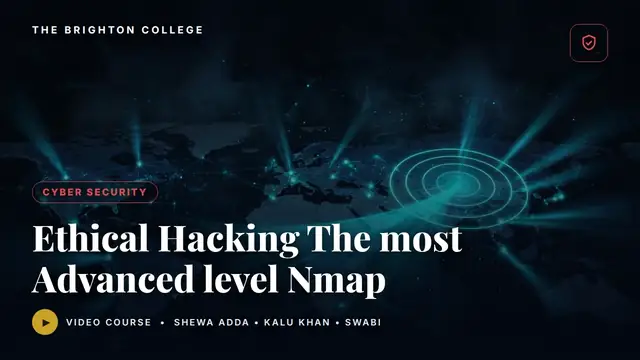 THE BRIGHTON COLLEGE
CYBER SECURITY
Ethical Hacking The most
Advanced level Nmap
VIDEO COURSE • SHEWA ADDA • KALU KHAN • SWABI